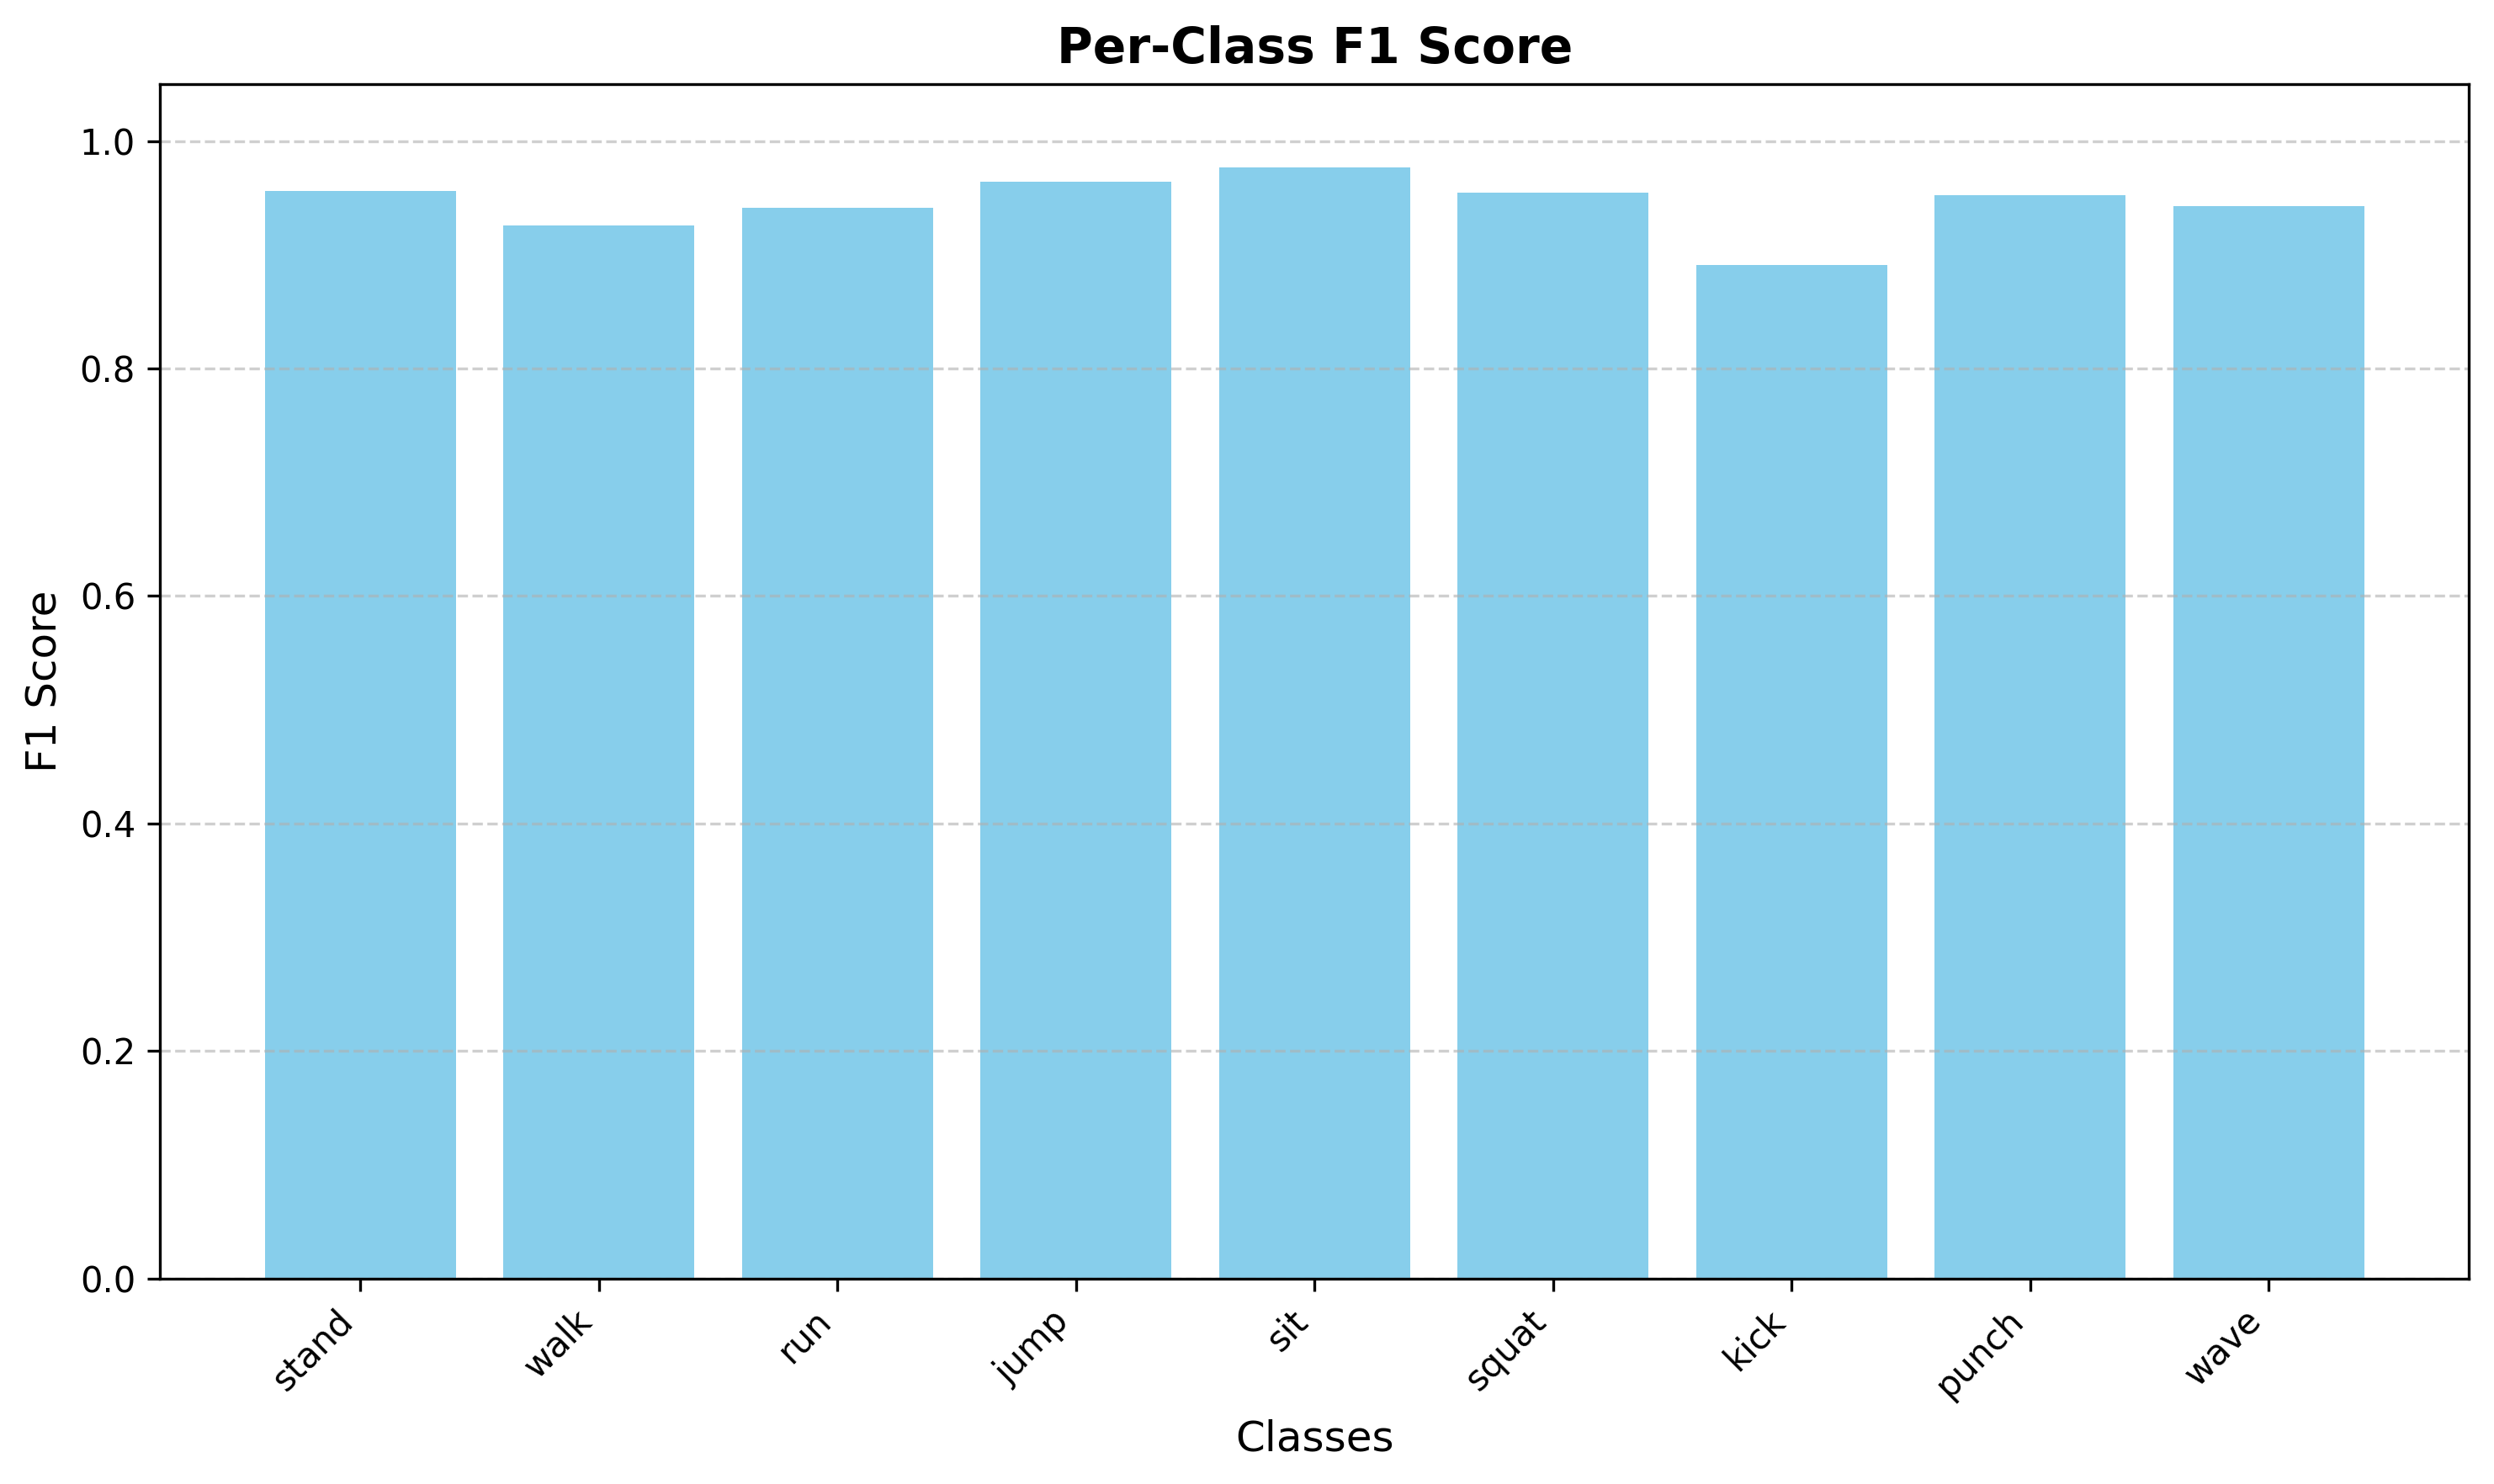 Per-Class F1 Score
1.0
0.8
0.6
0.4
0.2
0.0
F1 Score
stand
walk
run
jump
sit
squat
kick
punch
wave
Classes